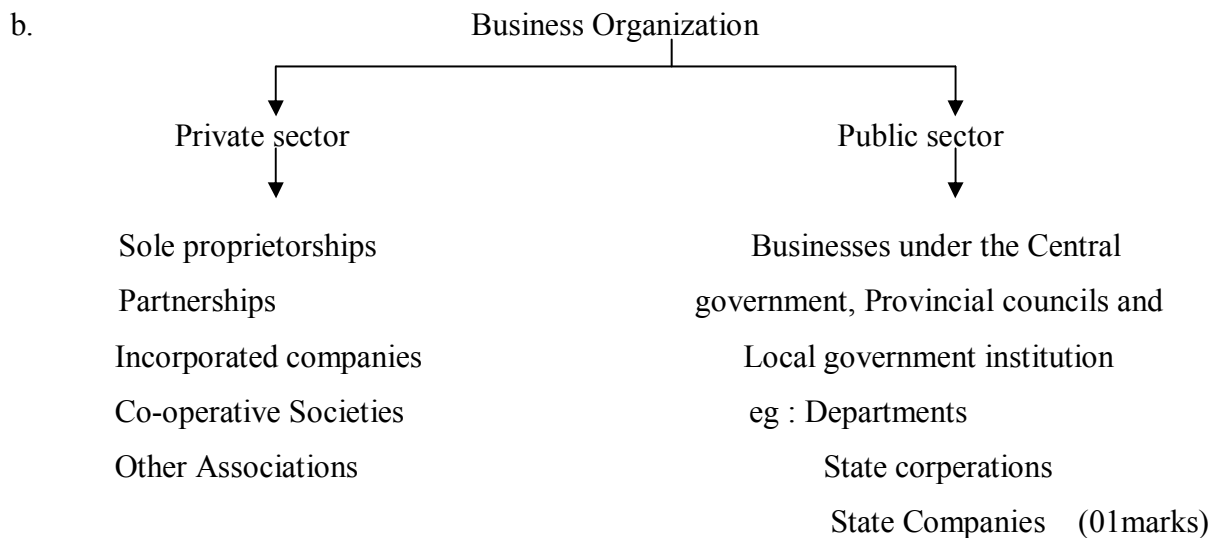 b. Business Organization
Private sector Public sector
Sole proprietorships Businesses under the Central
Partnerships government, Provincial councils and
Incorporated companies Local government institution
Co-operative Societies eg : Departments
Other Associations State corperations
State Companies (01marks)